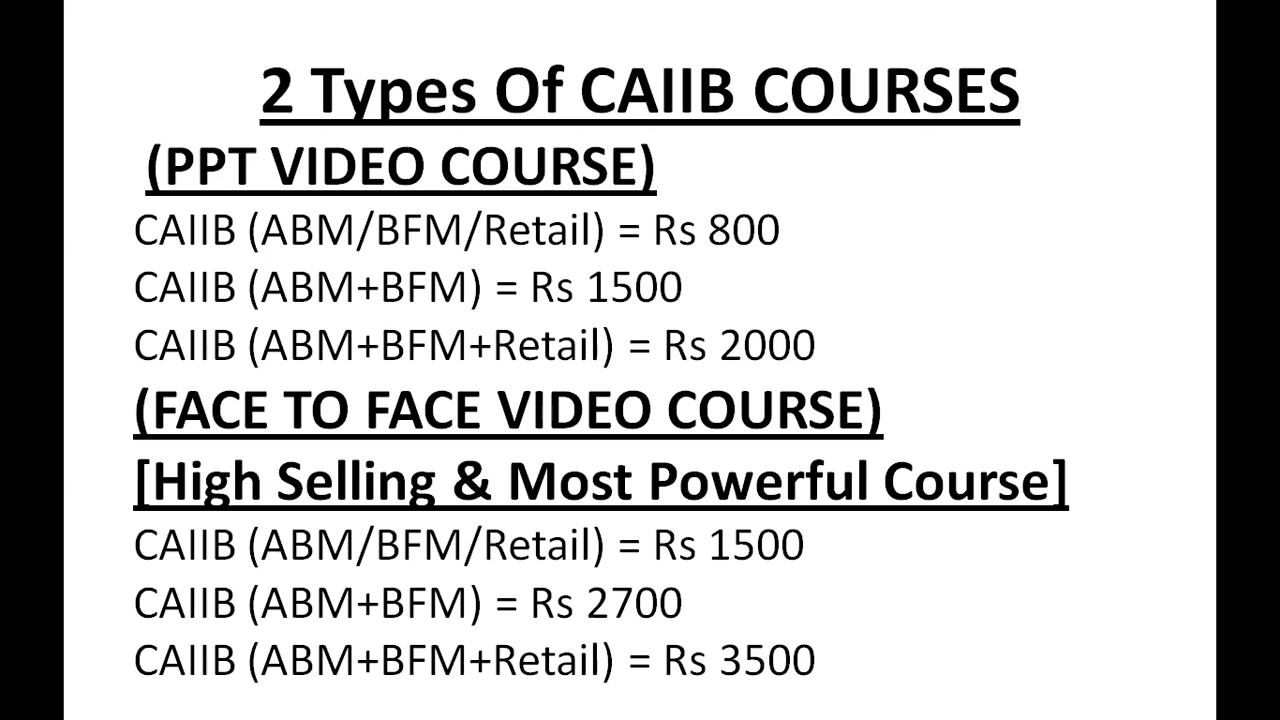 2 Types Of CAIIB COURSES
(PPT VIDEO COURSE)
CAIIB (ABM/BFM/Retail) = Rs 800
CAIIB (ABM+BFM) = Rs 1500
CAIIB (ABM+BFM+Retail) = Rs 2000
(FACE TO FACE VIDEO COURSE)
[High Selling & Most Powerful Course]
CAIIB (ABM/BFM/Retail) = Rs 1500
CAIIB (ABM+BFM) = Rs 2700
CAIIB (ABM+BFM+Retail) = Rs 3500